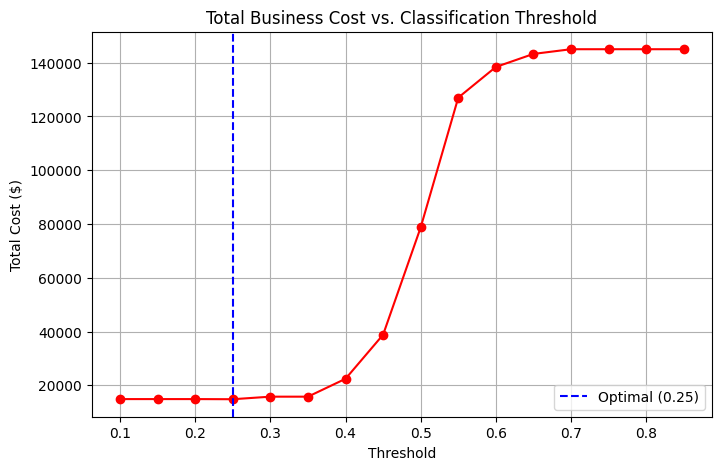 Total Business Cost vs. Classification Threshold
Total Cost ($)
140000
120000
100000
80000
60000
40000
20000
0.1 0.2 0.3 0.4 0.5 0.6 0.7 0.8
Threshold
Optimal (0.25)